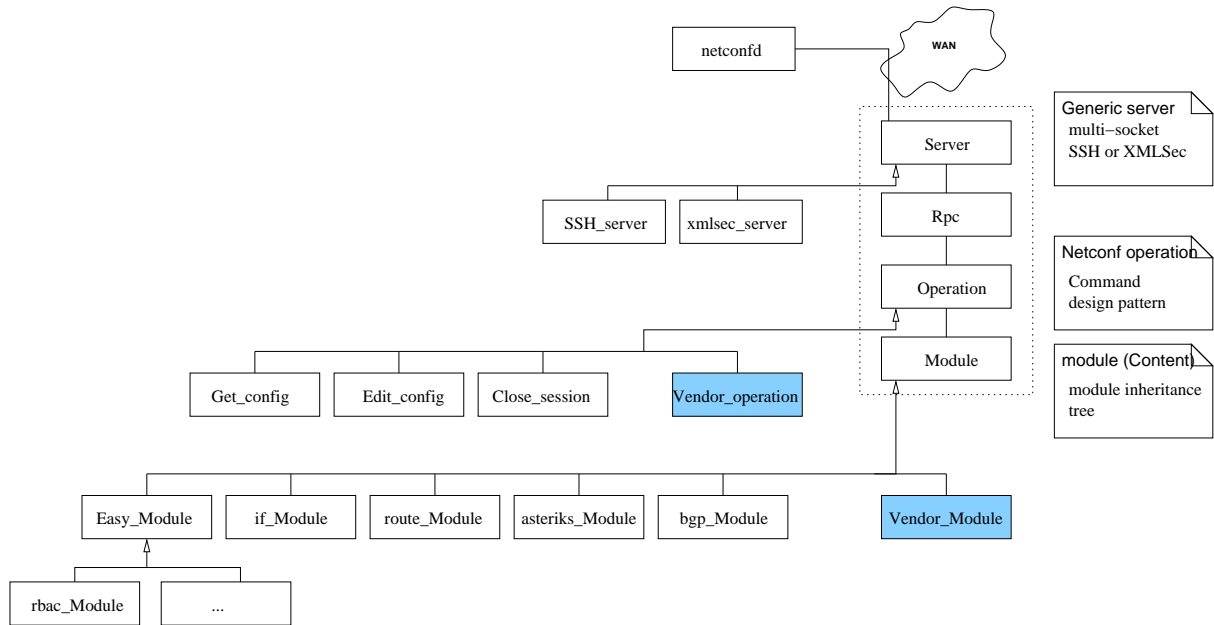 netconfd
WAN
Generic server
multi−socket
SSH or XMLSec
Server
SSH_server
xmlsec_server
Rpc
Netconf operation
Command
design pattern
Operation
Module
module (Content)
module inheritance
tree
Get_config
Edit_config
Close_session
Vendor_operation
Easy_Module
if_Module
route_Module
asteriks_Module
bgp_Module
Vendor_Module
rbac_Module
...